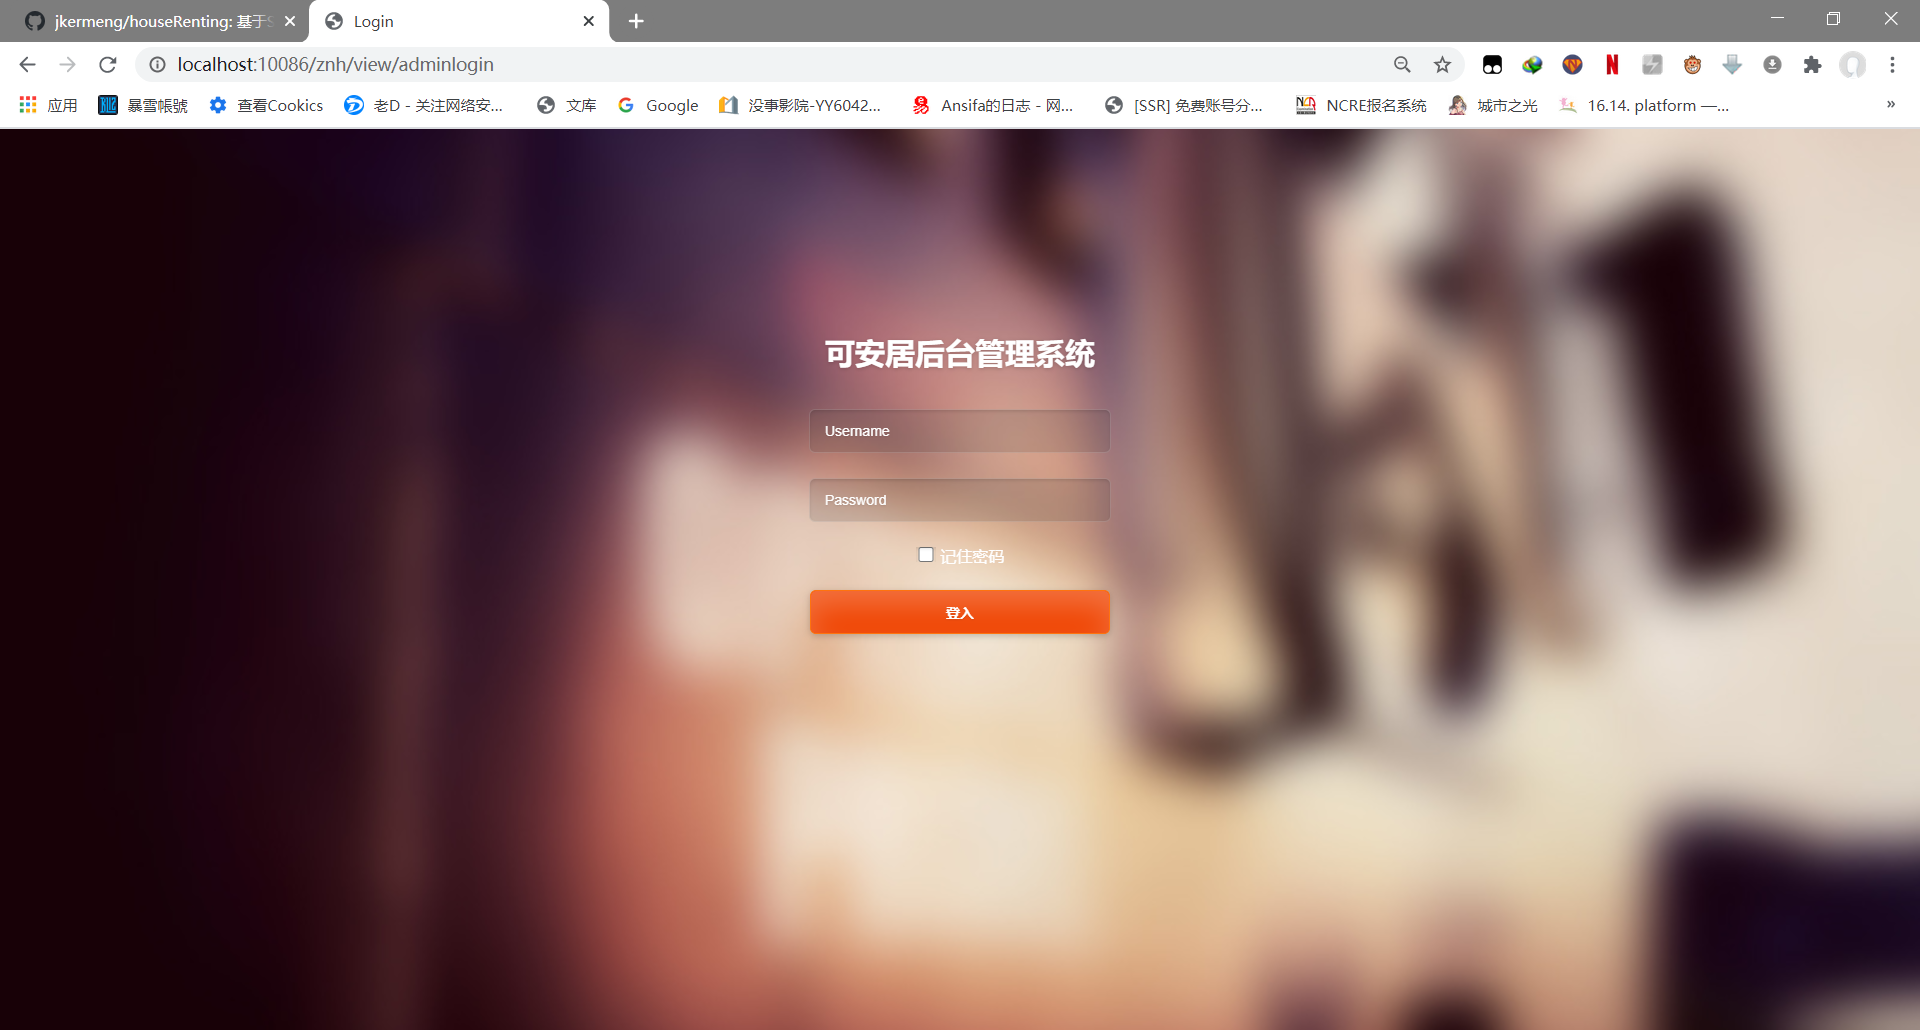 jkermeng/houseRenting: 基于S
Login
localhost:10086/znh/view/adminlogin
应用 暴雪帳號 查看Cookics 老D - 关注网络安... 文库 Google 没事影院-YY6042... Ansifa的日志 - 网... [SSR] 免费账号分... NCRE报名系统 城市之光 16.14. platform —...
可安居后台管理系统
Username
Password
记住密码
登入